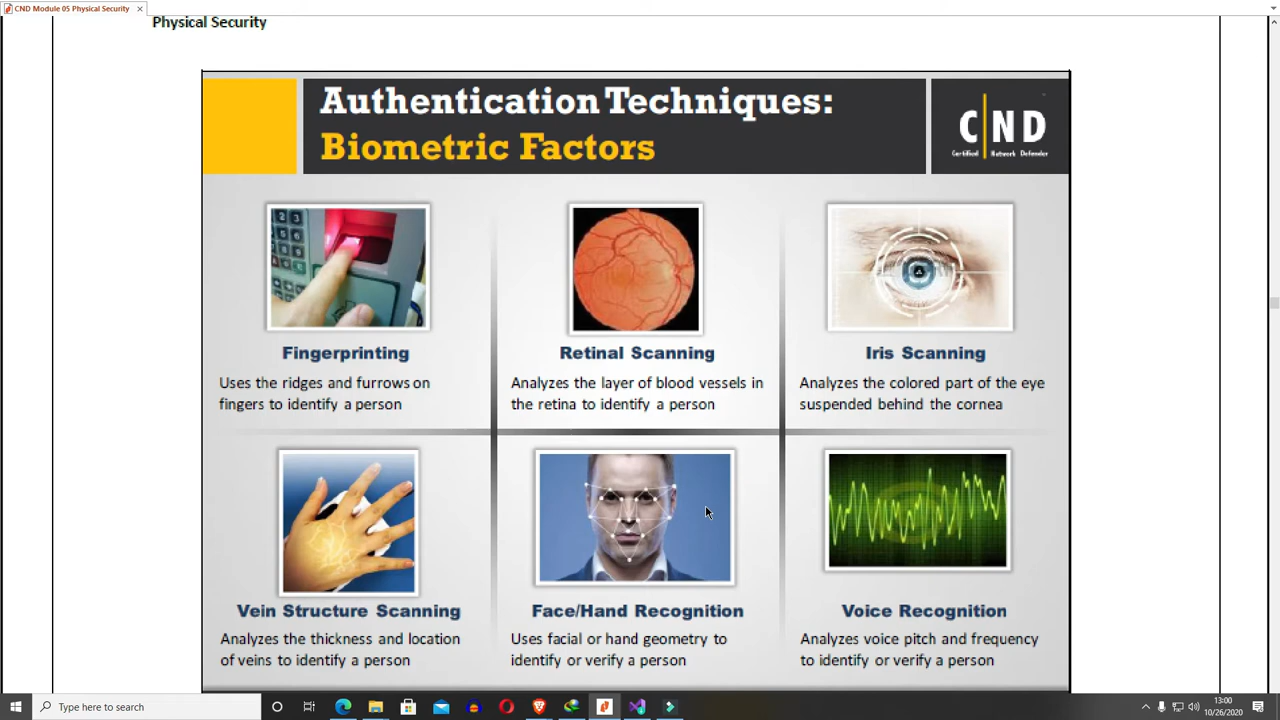 CND Module 05 Physical Security
Physical Security
Authentication Techniques:
Biometric Factors
C|ND
Certified Network Defender
Fingerprinting
Uses the ridges and furrows on
fingers to identify a person
Retinal Scanning
Analyzes the layer of blood vessels in
the retina to identify a person
Iris Scanning
Analyzes the colored part of the eye
suspended behind the cornea
Vein Structure Scanning
Analyzes the thickness and location
of veins to identify a person
Face/Hand Recognition
Uses facial or hand geometry to
identify or verify a person
Voice Recognition
Analyzes voice pitch and frequency
to identify or verify a person
Type here to search
13:00
10/26/2020